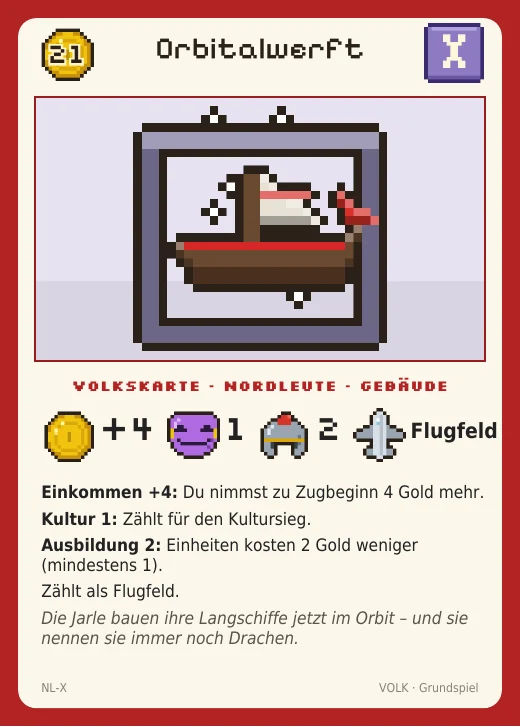 21
Orbitalwerft
X
VOLKSKARTE - NORDLEUTE - GEBÄUDE
+4 1 2 Flugfeld
Einkommen +4: Du nimmst zu Zugbeginn 4 Gold mehr.
Kultur 1: Zählt für den Kultursieg.
Ausbildung 2: Einheiten kosten 2 Gold weniger
(mindestens 1).
Zählt als Flugfeld.
Die Jarle bauen ihre Langschiffe jetzt im Orbit – und sie
nennen sie immer noch Drachen.
NL-X
VOLK · Grundspiel